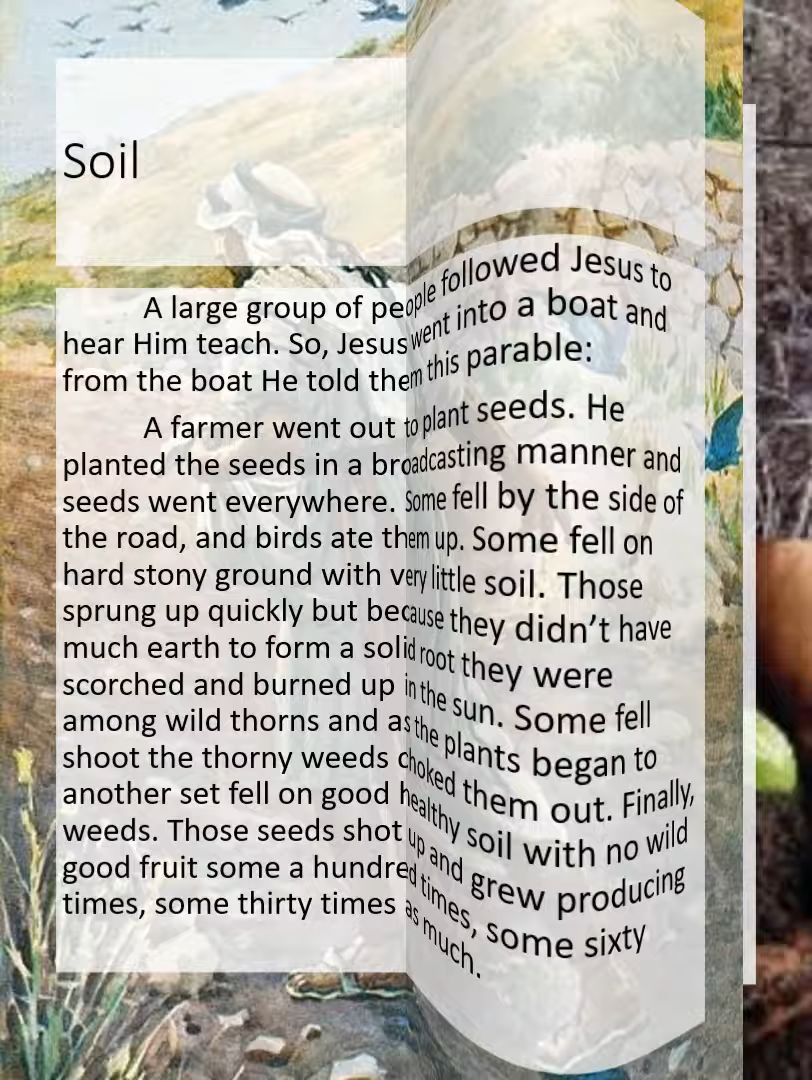 Soil
A large group of people followed Jesus to
hear Him teach. So, Jesus went into a boat and
from the boat He told them this parable:
A farmer went out to plant seeds. He
planted the seeds in a broadcasting manner and
seeds went everywhere. Some fell by the side of
the road, and birds ate them up. Some fell on
hard stony ground with very little soil. Those
sprung up quickly but because they didn’t have
much earth to form a solid root they were
scorched and burned up in the sun. Some fell
among wild thorns and as the plants began to
shoot the thorny weeds choked them out. Finally,
another set fell on good healthy soil with no wild
weeds. Those seeds shot up and grew producing
good fruit some a hundred times, some sixty
times, some thirty times as much.